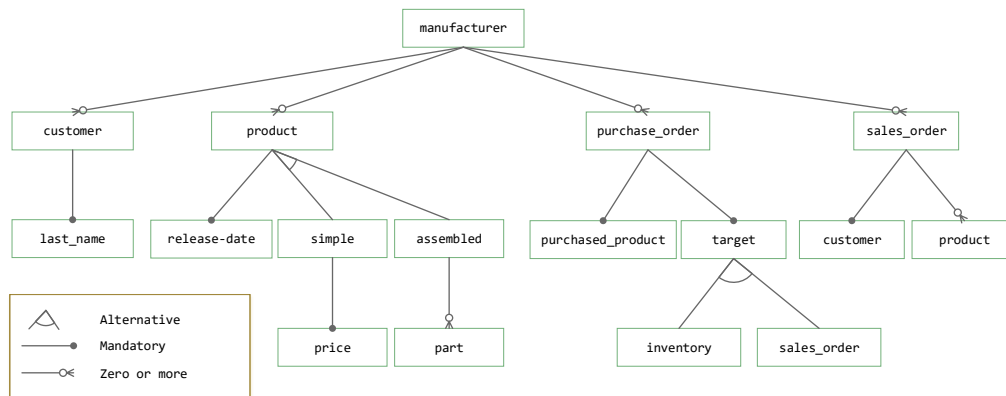 manufacturer
customer
product
purchase_order
sales_order
last_name
release-date
simple
assembled
purchased_product
target
customer
product
price
part
inventory
sales_order
Alternative
Mandatory
Zero or more